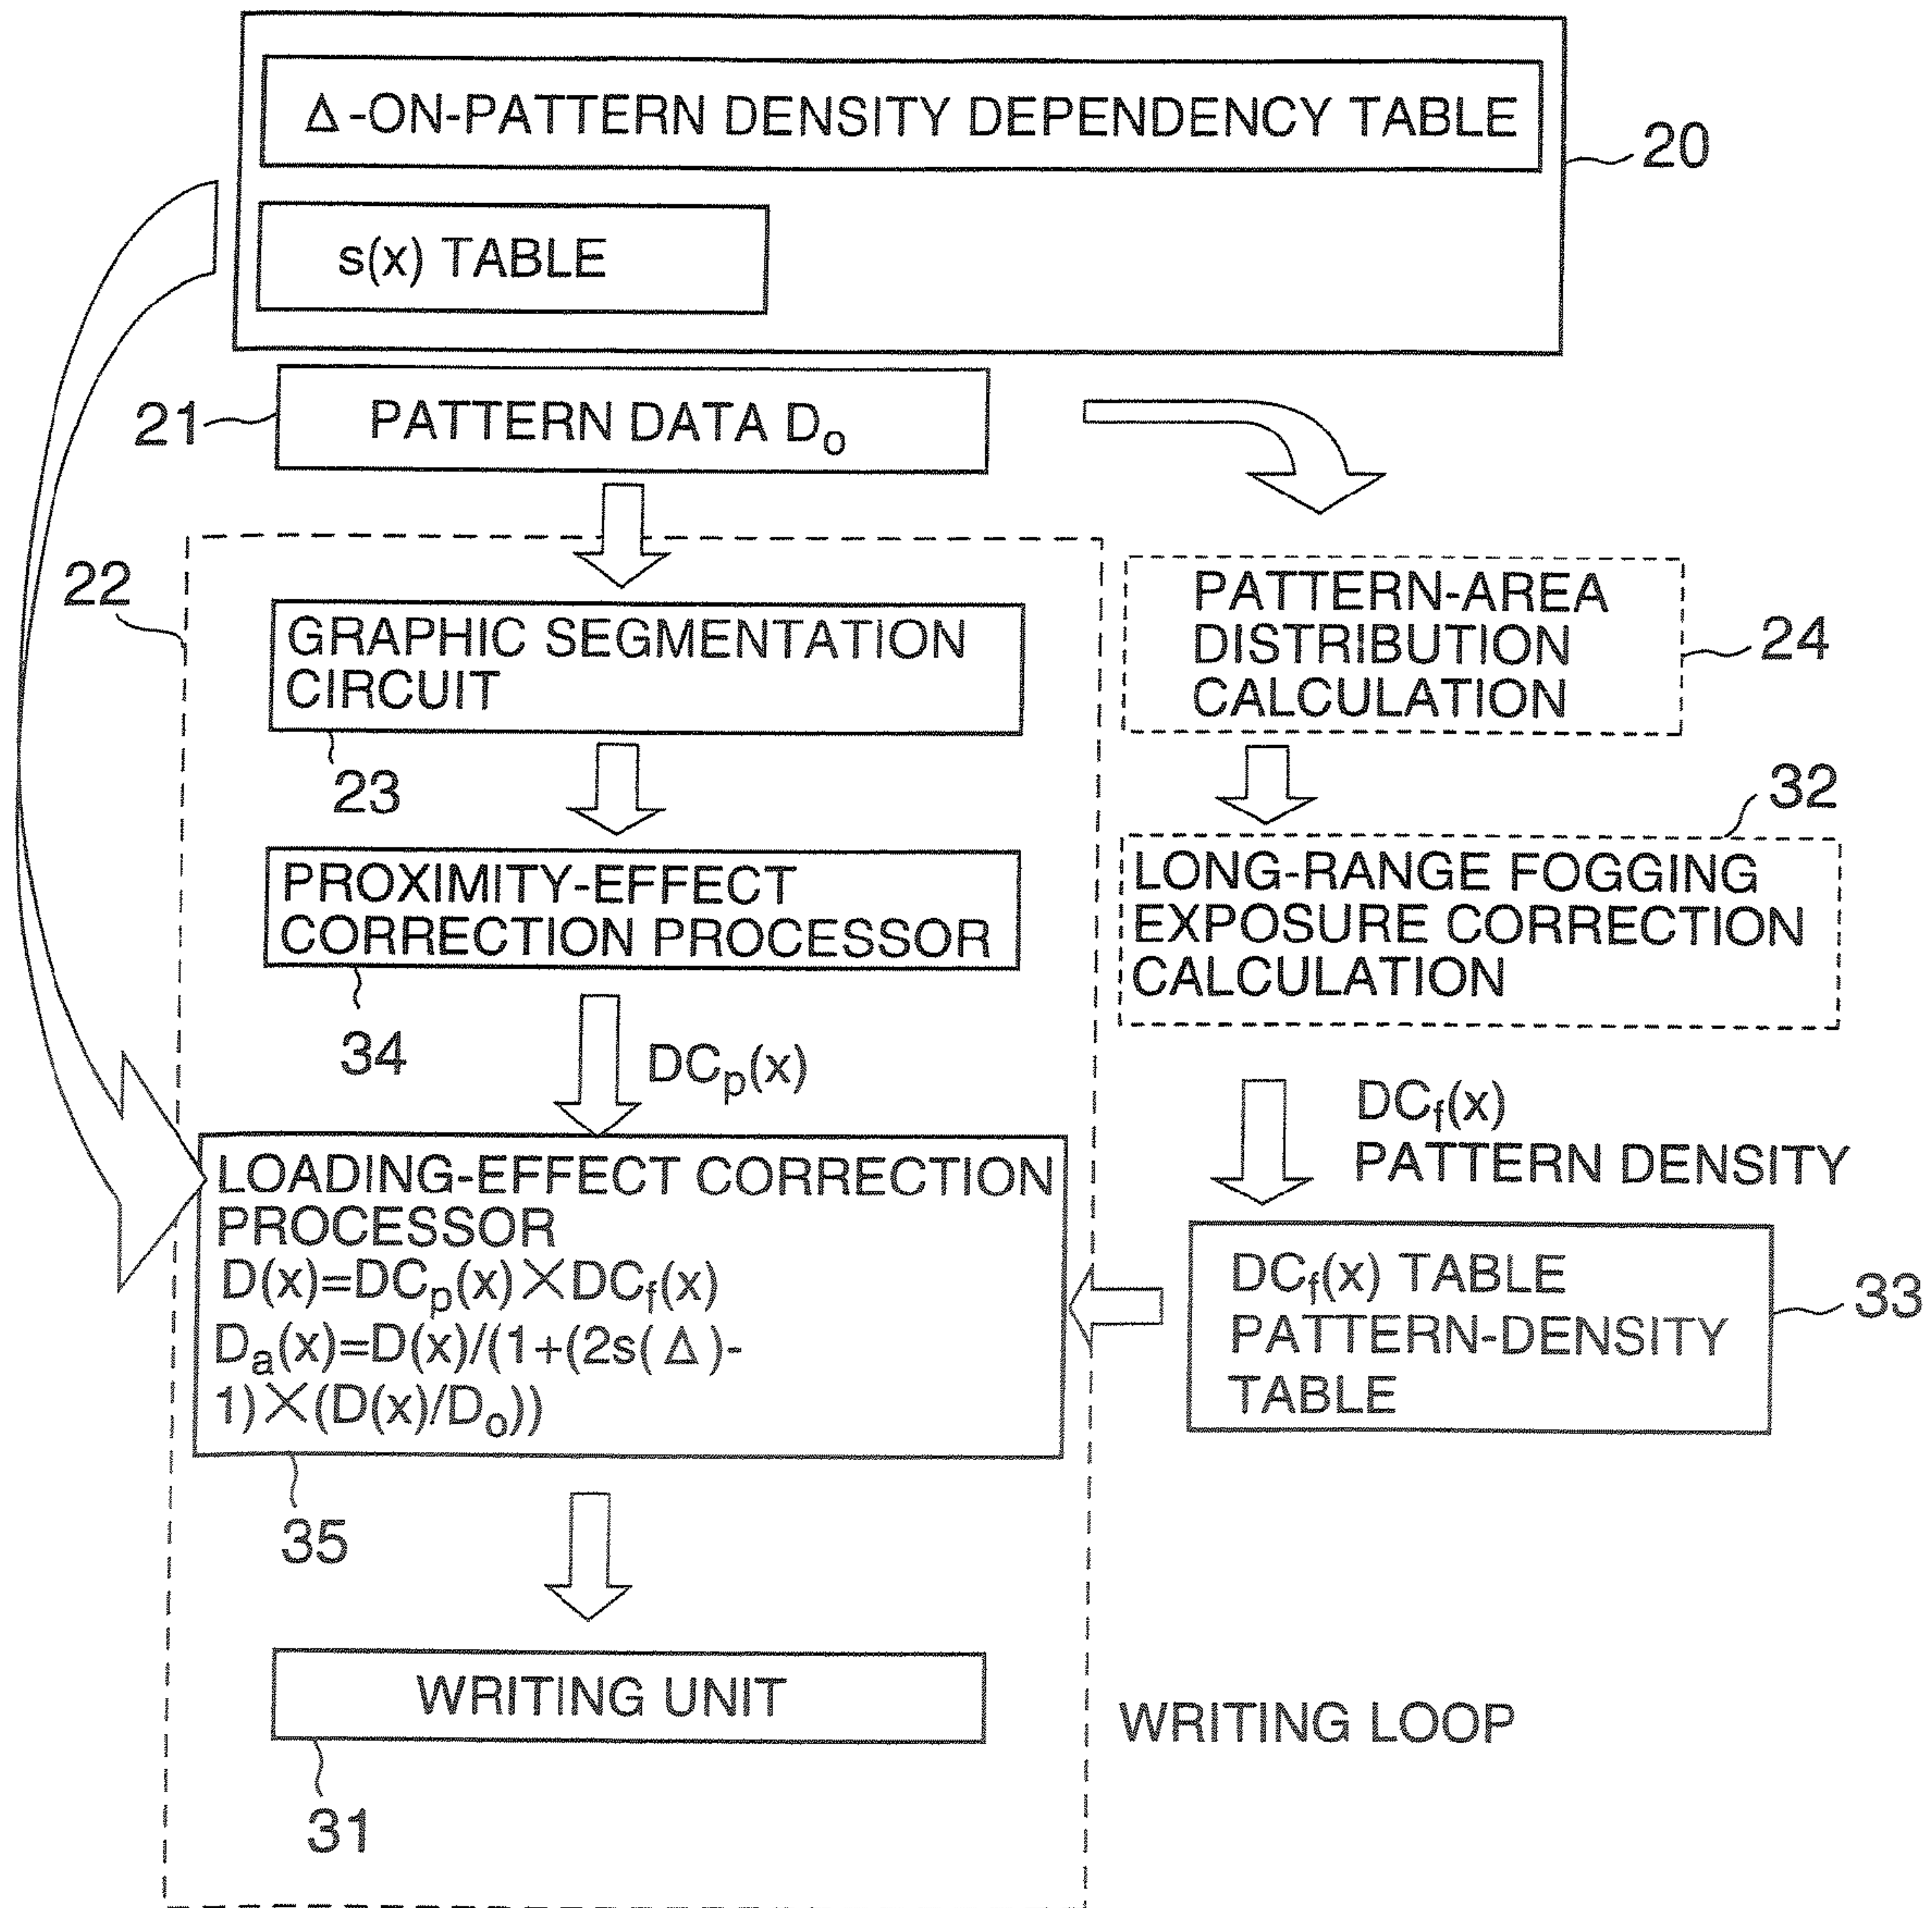 Δ-ON-PATTERN DENSITY DEPENDENCY TABLE
20
s(x) TABLE
21
PATTERN DATA Do
22
GRAPHIC SEGMENTATION
CIRCUIT
23
PATTERN-AREA
DISTRIBUTION
CALCULATION
24
32
PROXIMITY-EFFECT
CORRECTION PROCESSOR
34
LONG-RANGE FOGGING
EXPOSURE CORRECTION
CALCULATION
DCp(x)
DCf(x)
PATTERN DENSITY
LOADING-EFFECT CORRECTION
PROCESSOR
D(x)=DCp(x)×DCf(x)
Da(x)=D(x)/(1+(2s(Δ)-
1)×(D(x)/Do))
35
DCf(x) TABLE
PATTERN-DENSITY
TABLE
33
WRITING UNIT
31
WRITING LOOP